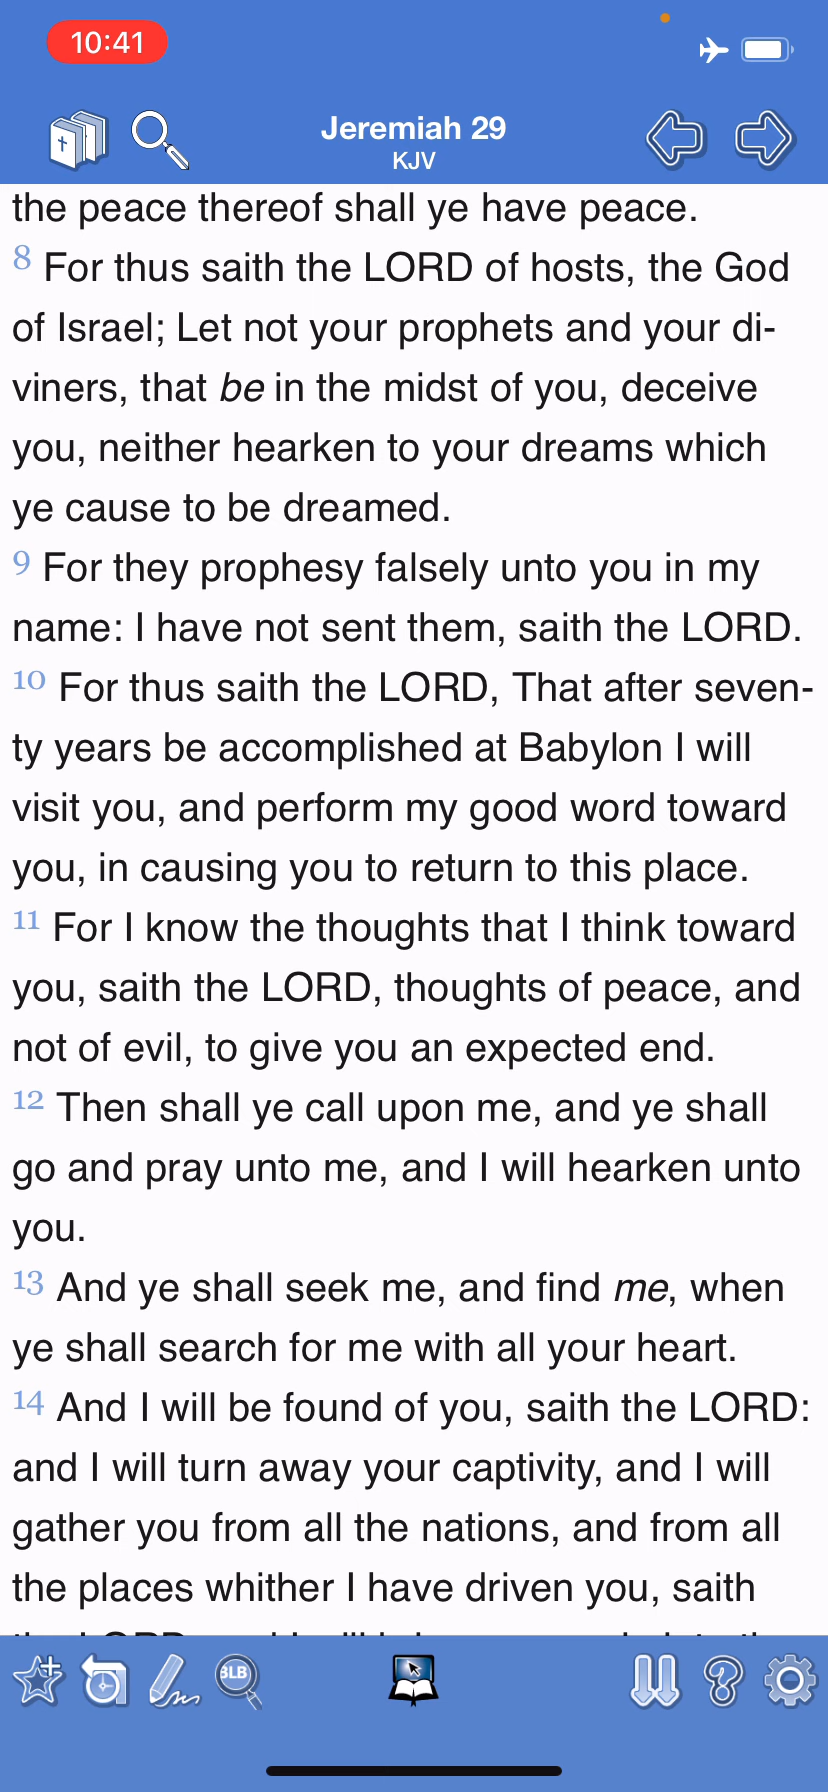 10:41
Jeremiah 29
KJV
the peace thereof shall ye have peace.
8 For thus saith the LORD of hosts, the God
of Israel; Let not your prophets and your di-
viners, that be in the midst of you, deceive
you, neither hearken to your dreams which
ye cause to be dreamed.
9 For they prophesy falsely unto you in my
name: I have not sent them, saith the LORD.
10 For thus saith the LORD, That after seven-
ty years be accomplished at Babylon I will
visit you, and perform my good word toward
you, in causing you to return to this place.
11 For I know the thoughts that I think toward
you, saith the LORD, thoughts of peace, and
not of evil, to give you an expected end.
12 Then shall ye call upon me, and ye shall
go and pray unto me, and I will hearken unto
you.
13 And ye shall seek me, and find me, when
ye shall search for me with all your heart.
14 And I will be found of you, saith the LORD:
and I will turn away your captivity, and I will
gather you from all the nations, and from all
the places whither I have driven you, saith
BLB